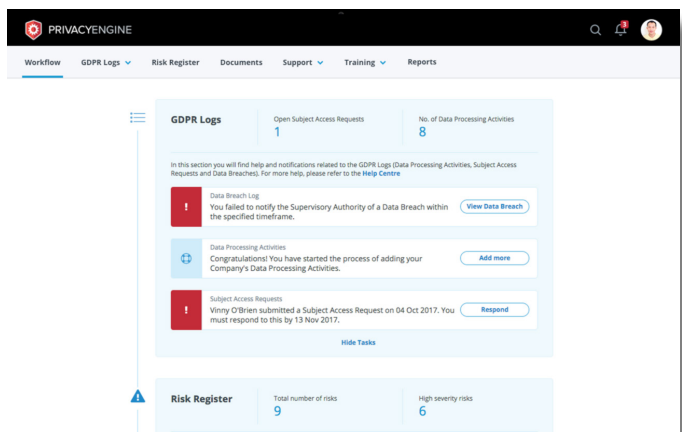 PRIVACYENGINE
3
Workflow GDPR Logs Risk Register Documents Support Training Reports
GDPR Logs
Open Subject Access Requests
1
No. of Data Processing Activities
8
In this section you will find help and notifications related to the GDPR Logs (Data Processing Activities, Subject Access
Requests and Data Breaches). For more help, please refer to the Help Centre
!
Data Breach Log
You failed to notify the Supervisory Authority of a Data Breach within
the specified timeframe.
View Data Breach
Data Processing Activities
Congratulations! You have started the process of adding your
Company's Data Processing Activities.
Add more
!
Subject Access Requests
Vinny O'Brien submitted a Subject Access Request on 04 Oct 2017. You
must respond to this by 13 Nov 2017.
Respond
Hide Tasks
Risk Register
Total number of risks
9
High severity risks
6